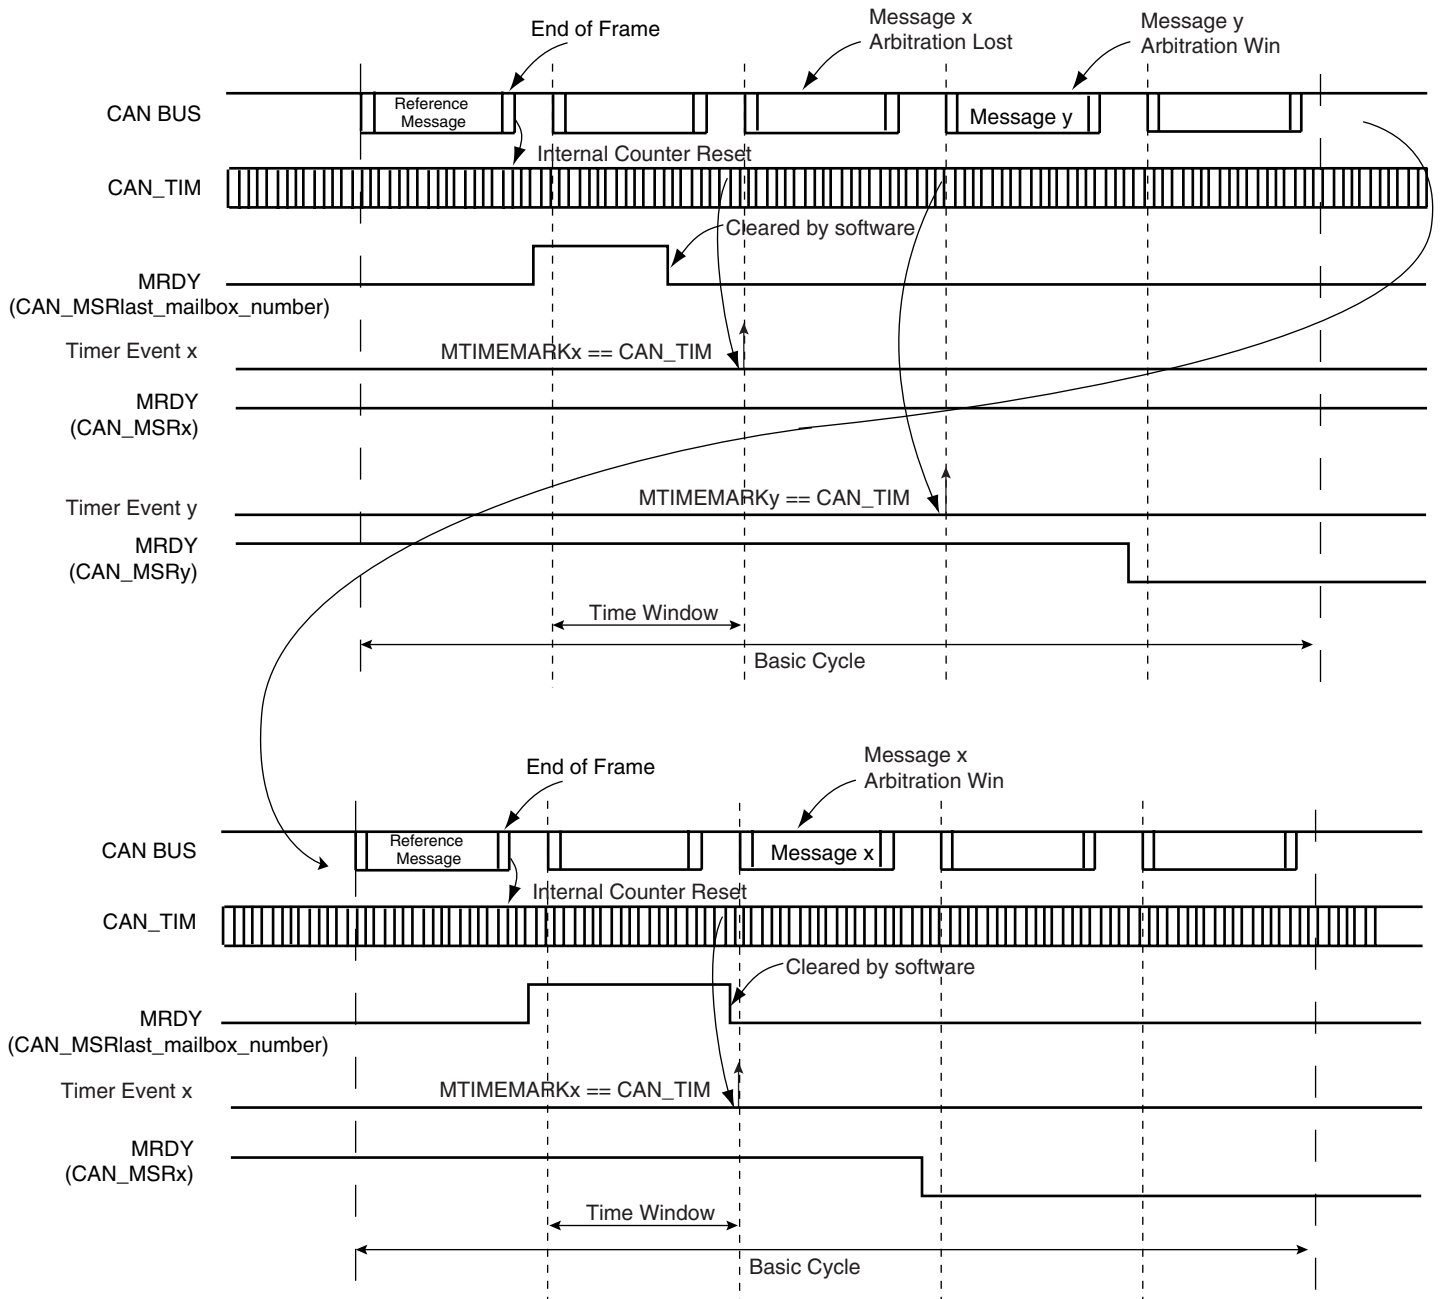 End of Frame
Message x
Arbitration Lost
Message y
Arbitration Win
CAN BUS
Reference
Message
Message y
Internal Counter Reset
CAN_TIM
Cleared by software
MRDY
(CAN_MSRlast_mailbox_number)
Timer Event x
MTIMEMARKx == CAN_TIM
MRDY
(CAN_MSRx)
MTIMEMARKy == CAN_TIM
Timer Event y
MRDY
(CAN_MSRy)
Time Window
Basic Cycle
End of Frame
Message x
Arbitration Win
CAN BUS
Reference
Message
Message x
Internal Counter Reset
CAN_TIM
Cleared by software
MRDY
(CAN_MSRlast_mailbox_number)
Timer Event x
MTIMEMARKx == CAN_TIM
MRDY
(CAN_MSRx)
Time Window
Basic Cycle